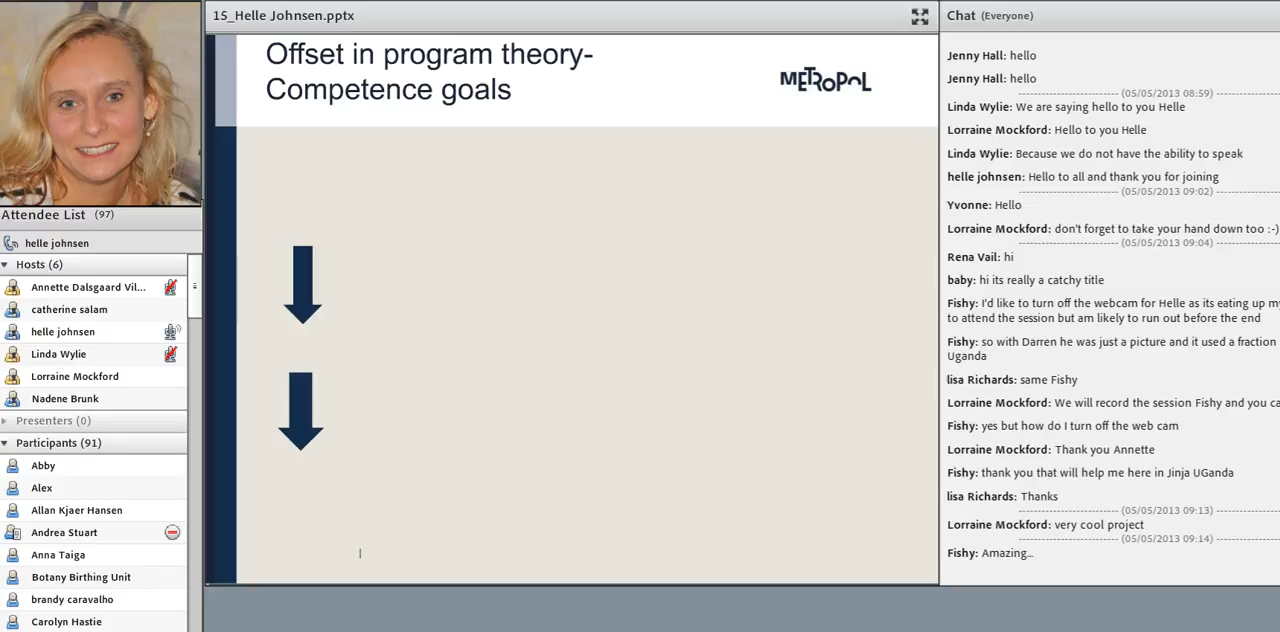 15_Helle Johnsen.pptx
Offset in program theory-
Competence goals
METROPOL
Attendee List (97)
helle johnsen
Hosts (6)
Annette Dalsgaard Vil...
catherine salam
helle johnsen
Linda Wylie
Lorraine Mockford
Nadene Brunk
Presenters (0)
Participants (91)
Abby
Alex
Allan Kjaer Hansen
Andrea Stuart
Anna Taiga
Botany Birthing Unit
brandy caravalho
Carolyn Hastie
Chat (Everyone)
Jenny Hall: hello
Jenny Hall: hello
(05/05/2013 08:59)
Linda Wylie: We are saying hello to you Helle
Lorraine Mockford: Hello to you Helle
Linda Wylie: Because we do not have the ability to speak
helle johnsen: Hello to all and thank you for joining
(05/05/2013 09:02)
Yvonne: Hello
Lorraine Mockford: don't forget to take your hand down too :-)
(05/05/2013 09:04)
Rena Vail: hi
baby: hi its really a catchy title
Fishy: I'd like to turn off the webcam for Helle as its eating up my
to attend the session but am likely to run out before the end
Fishy: so with Darren he was just a picture and it used a fraction
Uganda
lisa Richards: same Fishy
Lorraine Mockford: We will record the session Fishy and you ca
Fishy: yes but how do I turn off the web cam
Lorraine Mockford: Thank you Annette
Fishy: thank you that will help me here in Jinja UGanda
lisa Richards: Thanks
(05/05/2013 09:13)
Lorraine Mockford: very cool project
(05/05/2013 09:14)
Fishy: Amazing...